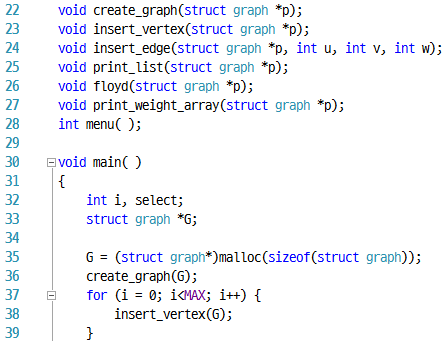 22 void create_graph(struct graph *p);
23 void insert_vertex(struct graph *p);
24 void insert_edge(struct graph *p, int u, int v, int w);
25 void print_list(struct graph *p);
26 void floyd(struct graph *p);
27 void print_weight_array(struct graph *p);
28 int menu( );
29
30 void main( )
31 {
32 int i, select;
33 struct graph *G;
34
35 G = (struct graph*)malloc(sizeof(struct graph));
36 create_graph(G);
37 for (i = 0; i<MAX; i++) {
38 insert_vertex(G);
39 }